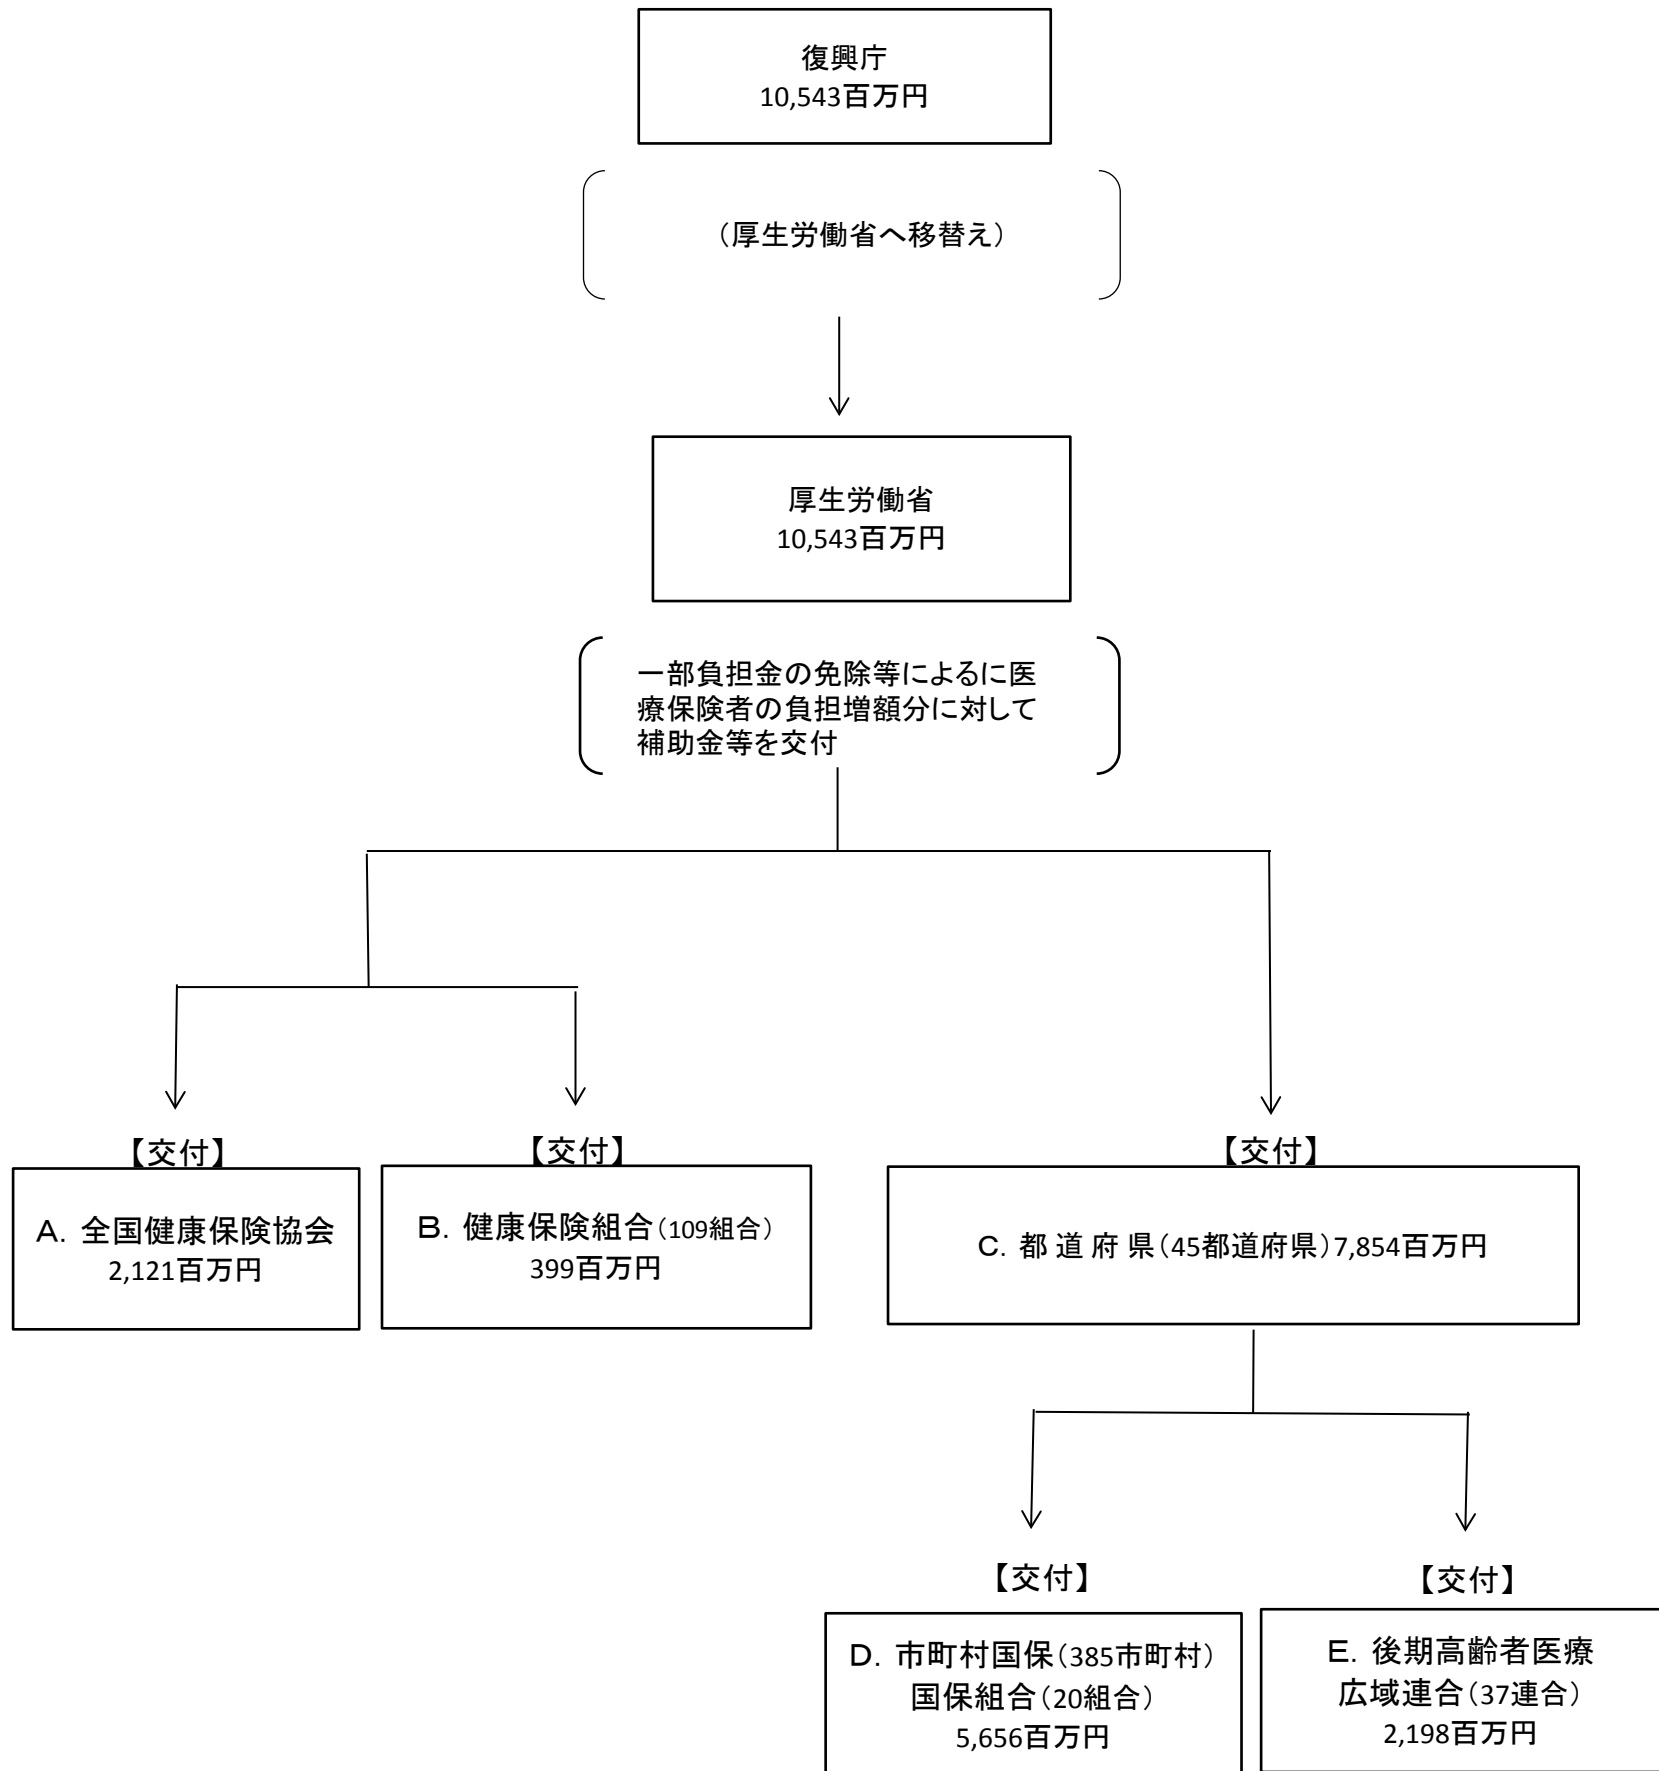 復興庁
10,543百万円
（厚生労働省へ移替え）
厚生労働省
10,543百万円
一部負担金の免除等によるに医
療保険者の負担増額分に対して
補助金等を交付
【交付】
【交付】
【交付】
A．全国健康保険協会
2,121百万円
B．健康保険組合（109組合）
399百万円
C．都 道 府 県（45都道府県）7,854百万円
【交付】
【交付】
D．市町村国保（385市町村）
国保組合（20組合）
5,656百万円
E．後期高齢者医療
広域連合（37連合）
2,198百万円